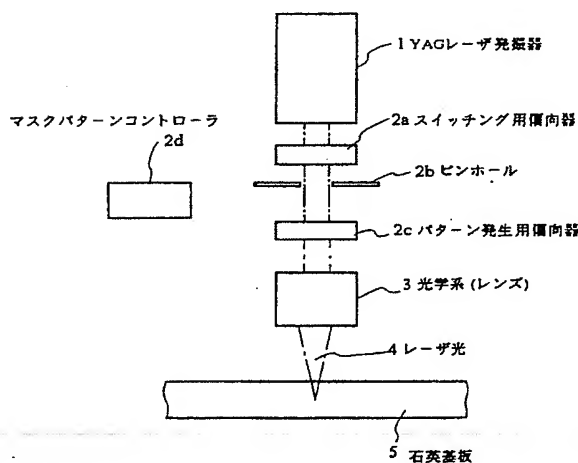 1 YAGレーザ発振器
2a スイッチング用偏向器
マスクパターンコントローラ
2d
2b ピンホール
2c パターン発生用偏向器
3 光学系 (レンズ)
4 レーザ光
5 石英基板